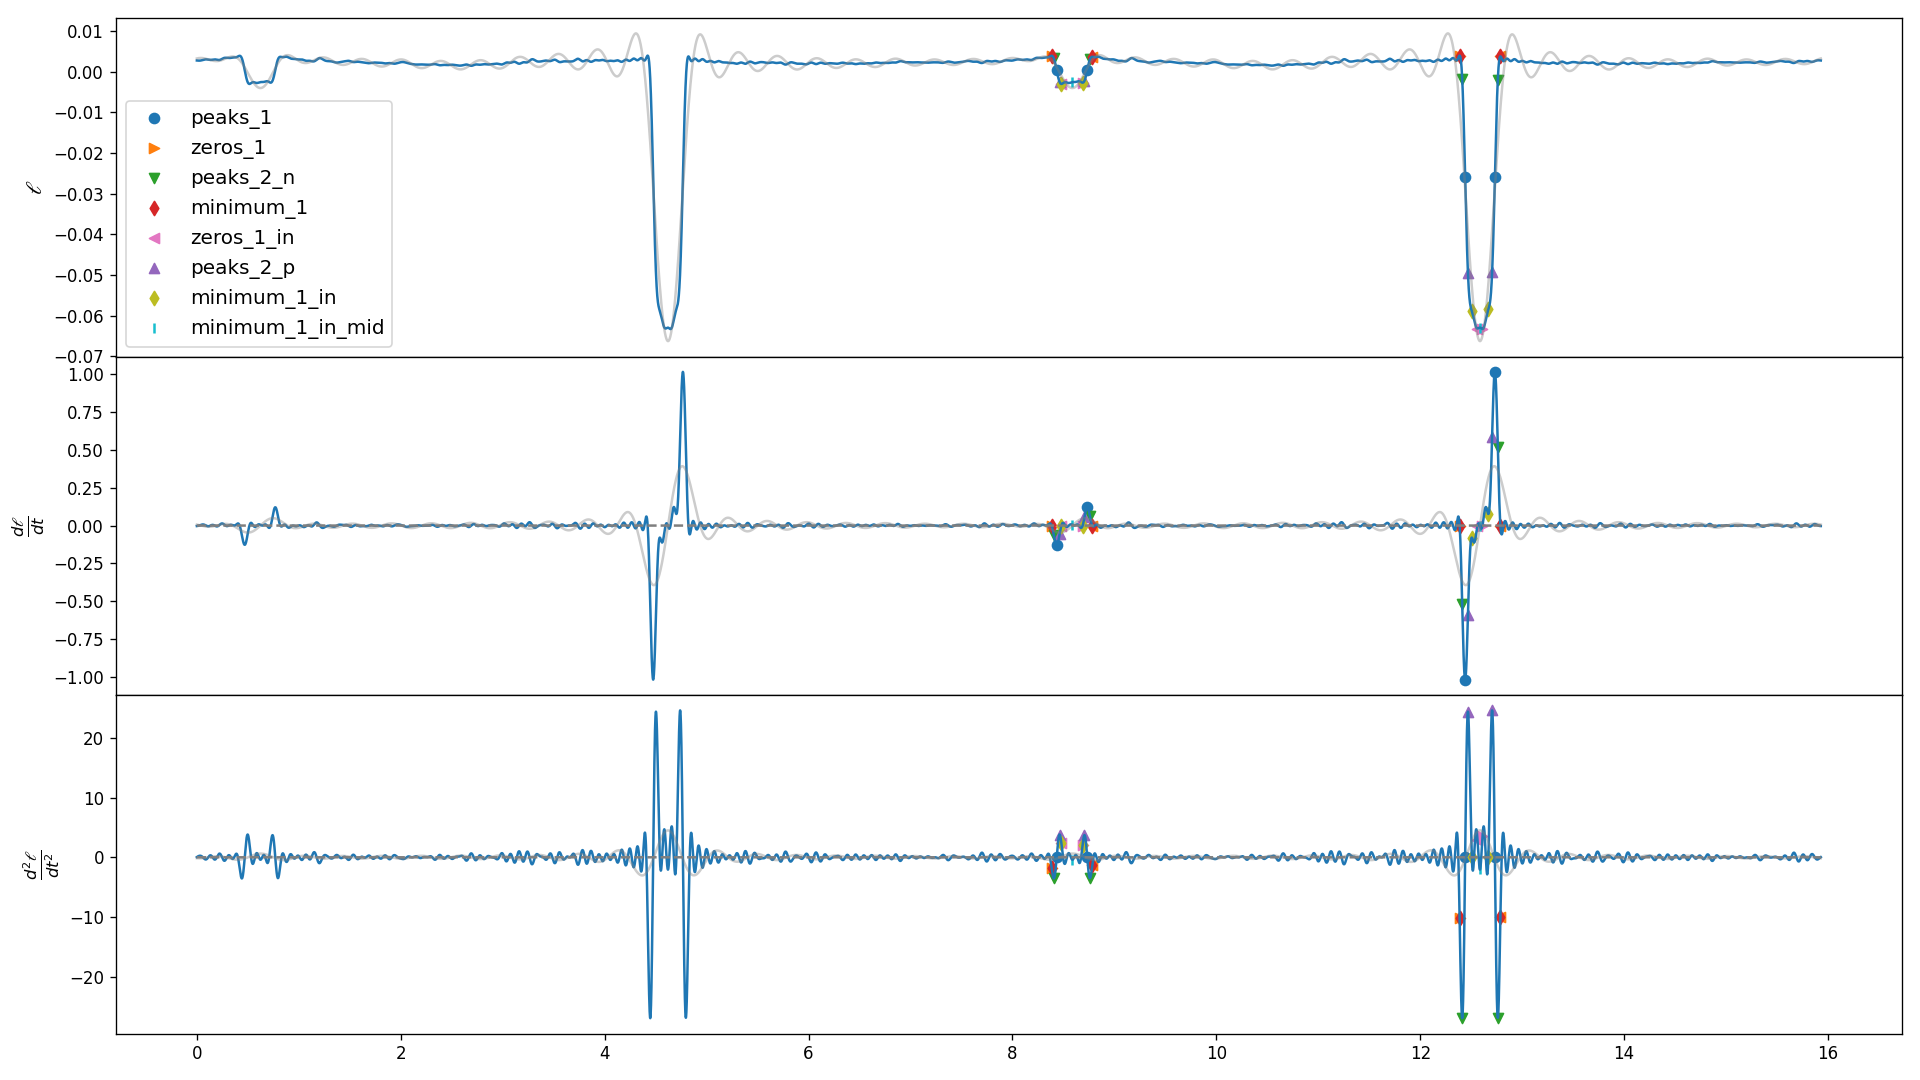 0.01
0.00
−0.01
−0.02
−0.03
−0.04
−0.05
−0.06
−0.07
ℓ
peaks_1
zeros_1
peaks_2_n
minimum_1
zeros_1_in
peaks_2_p
minimum_1_in
minimum_1_in_mid
1.00
0.75
0.50
0.25
0.00
−0.25
−0.50
−0.75
−1.00
dℓ
dt
20
10
0
−10
−20
d²ℓ
dt²
0 2 4 6 8 10 12 14 16